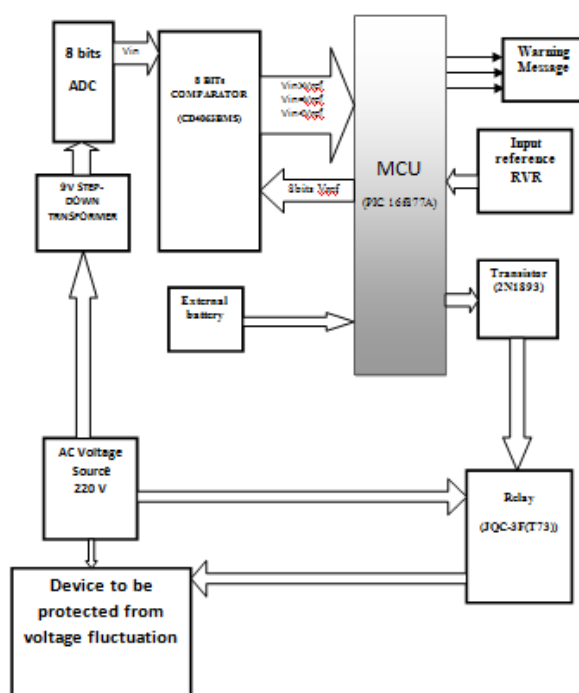 8 bits
ADC
Vin
8 BITs
COMPARATOR
(CD4063BMS)
Vin>Vref
Vin=Vref
Vin<Vref
8bits Vref
MCU
(PIC 16f877A)
Warning
Message
Input
reference
RVR
9V STEP-
DOWN
TRNSFORMER
External
battery
Transistor
(2N1893)
AC Voltage
Source
220 V
Relay
(JQC-3F(T73))
Device to be
protected from
voltage fluctuation